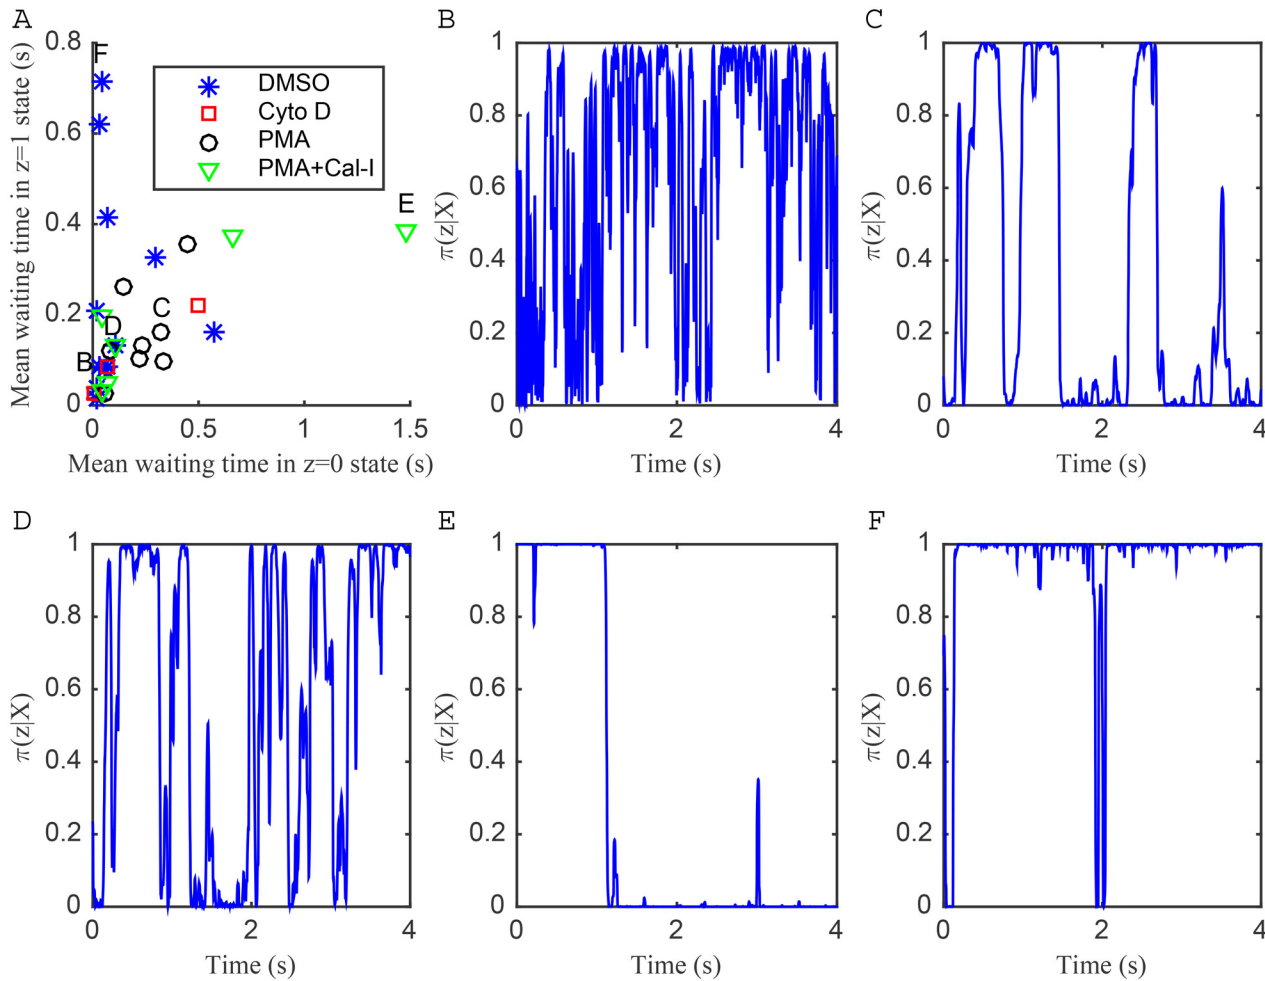 A
Mean waiting time in z=1 state (s)
0.8
0.6
0.4
0.2
0
F
DMSO
Cyto D
PMA
PMA+Cal-I
E
C
D
B
0 0.5 1 1.5
Mean waiting time in z=0 state (s)
B
π(z|X)
1
0.8
0.6
0.4
0.2
0
0 2 4
Time (s)
C
π(z|X)
1
0.8
0.6
0.4
0.2
0
0 2 4
Time (s)
D
π(z|X)
1
0.8
0.6
0.4
0.2
0
0 2 4
Time (s)
E
π(z|X)
1
0.8
0.6
0.4
0.2
0
0 2 4
Time (s)
F
π(z|X)
1
0.8
0.6
0.4
0.2
0
0 2 4
Time (s)